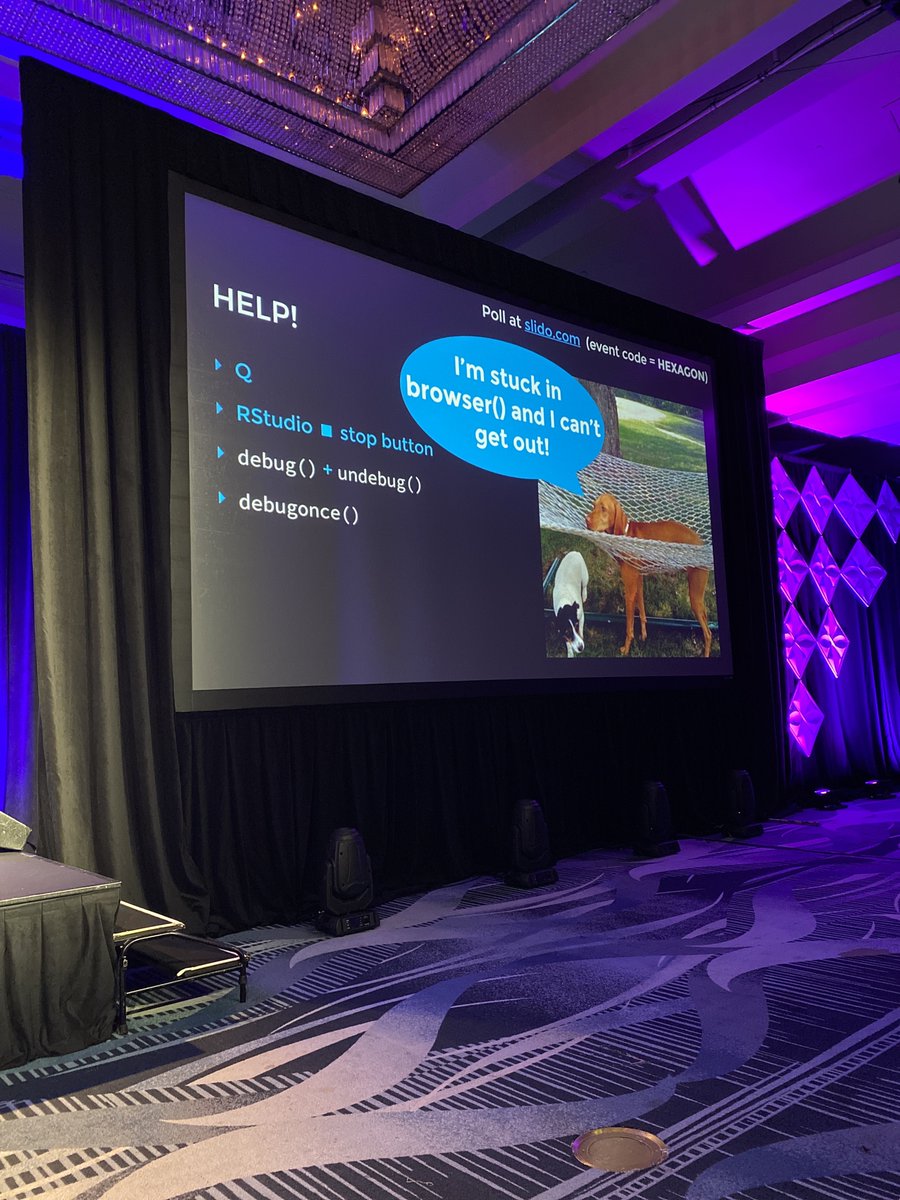 HELP!
Poll at slido.com (event code = HEXAGON)
I'm stuck in
browser() and I can't
get out!
Q
RStudio ■ stop button
debug() + undebug()
debugonce()